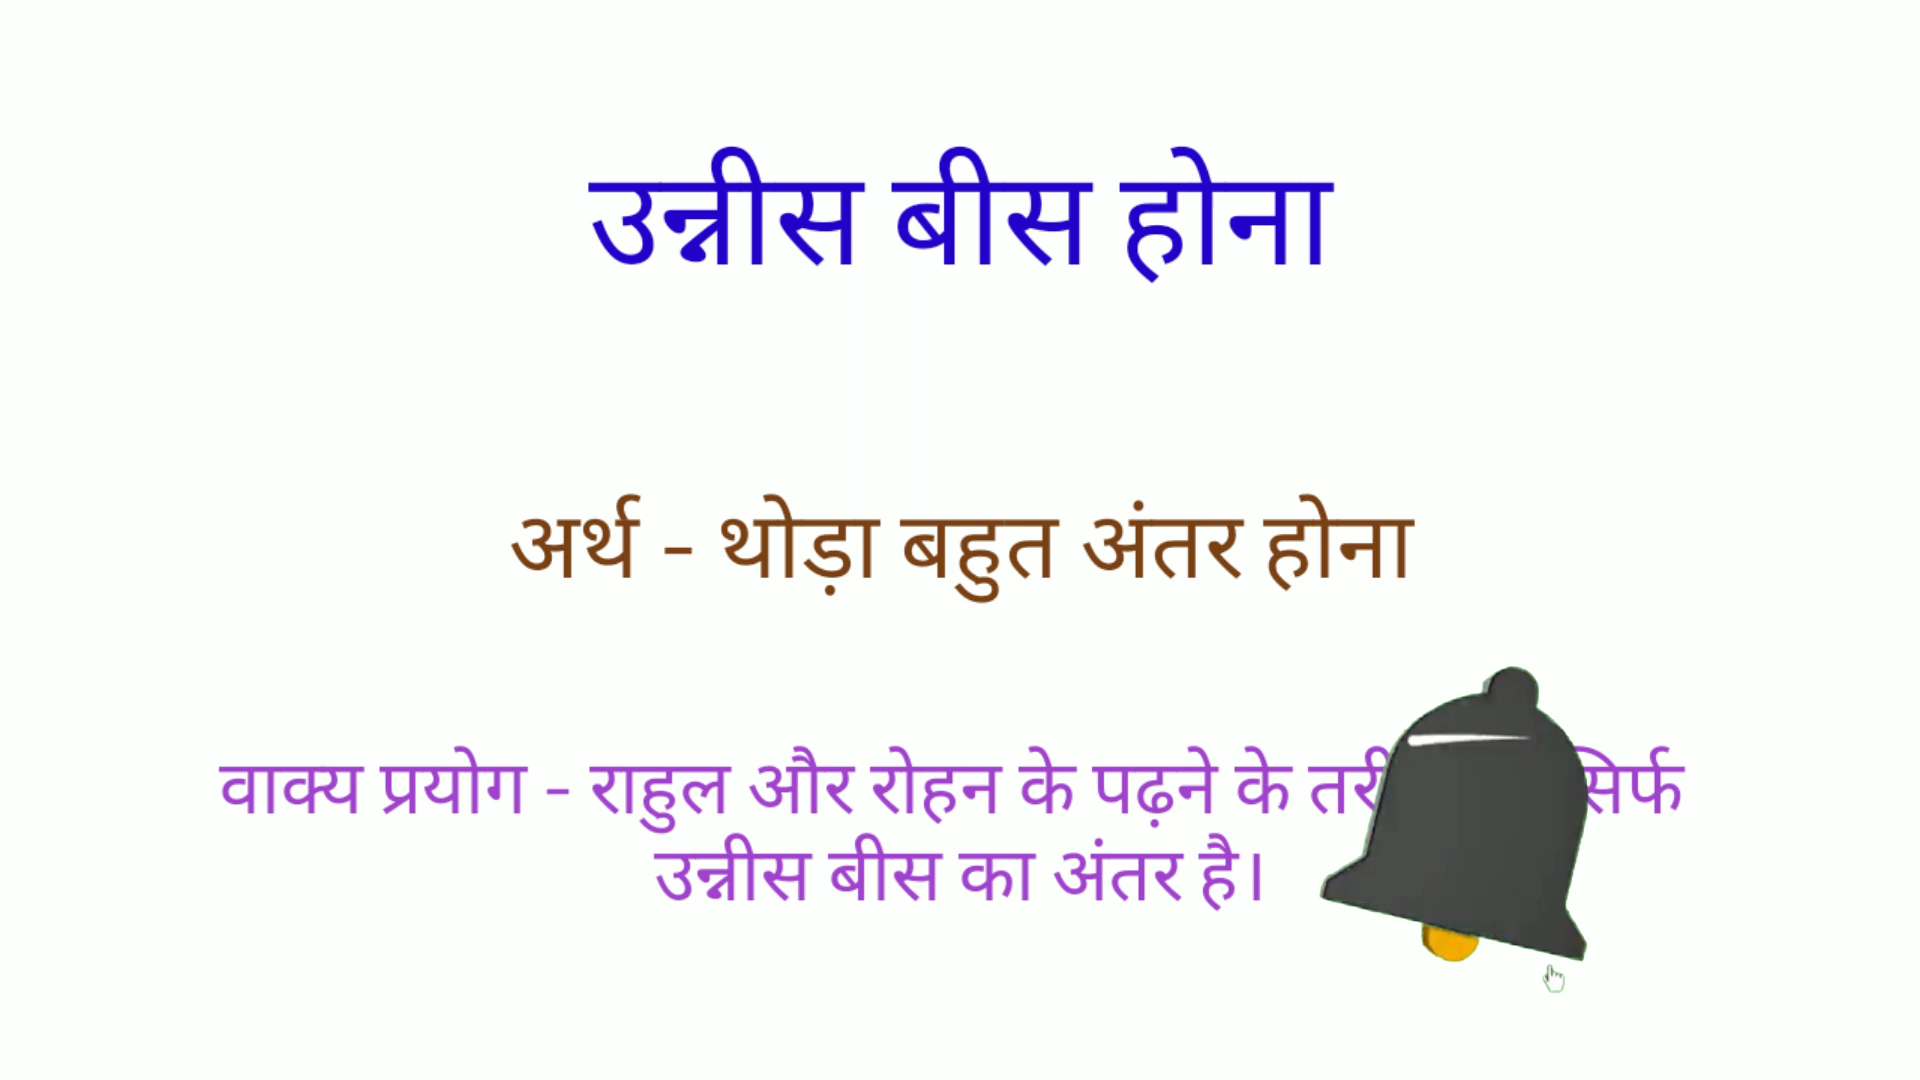 उन्नीस बीस होना
अर्थ - थोड़ा बहुत अंतर होना
वाक्य प्रयोग - राहुल और रोहन के पढ़ने के सिर्फ
उन्नीस बीस का अंतर है।